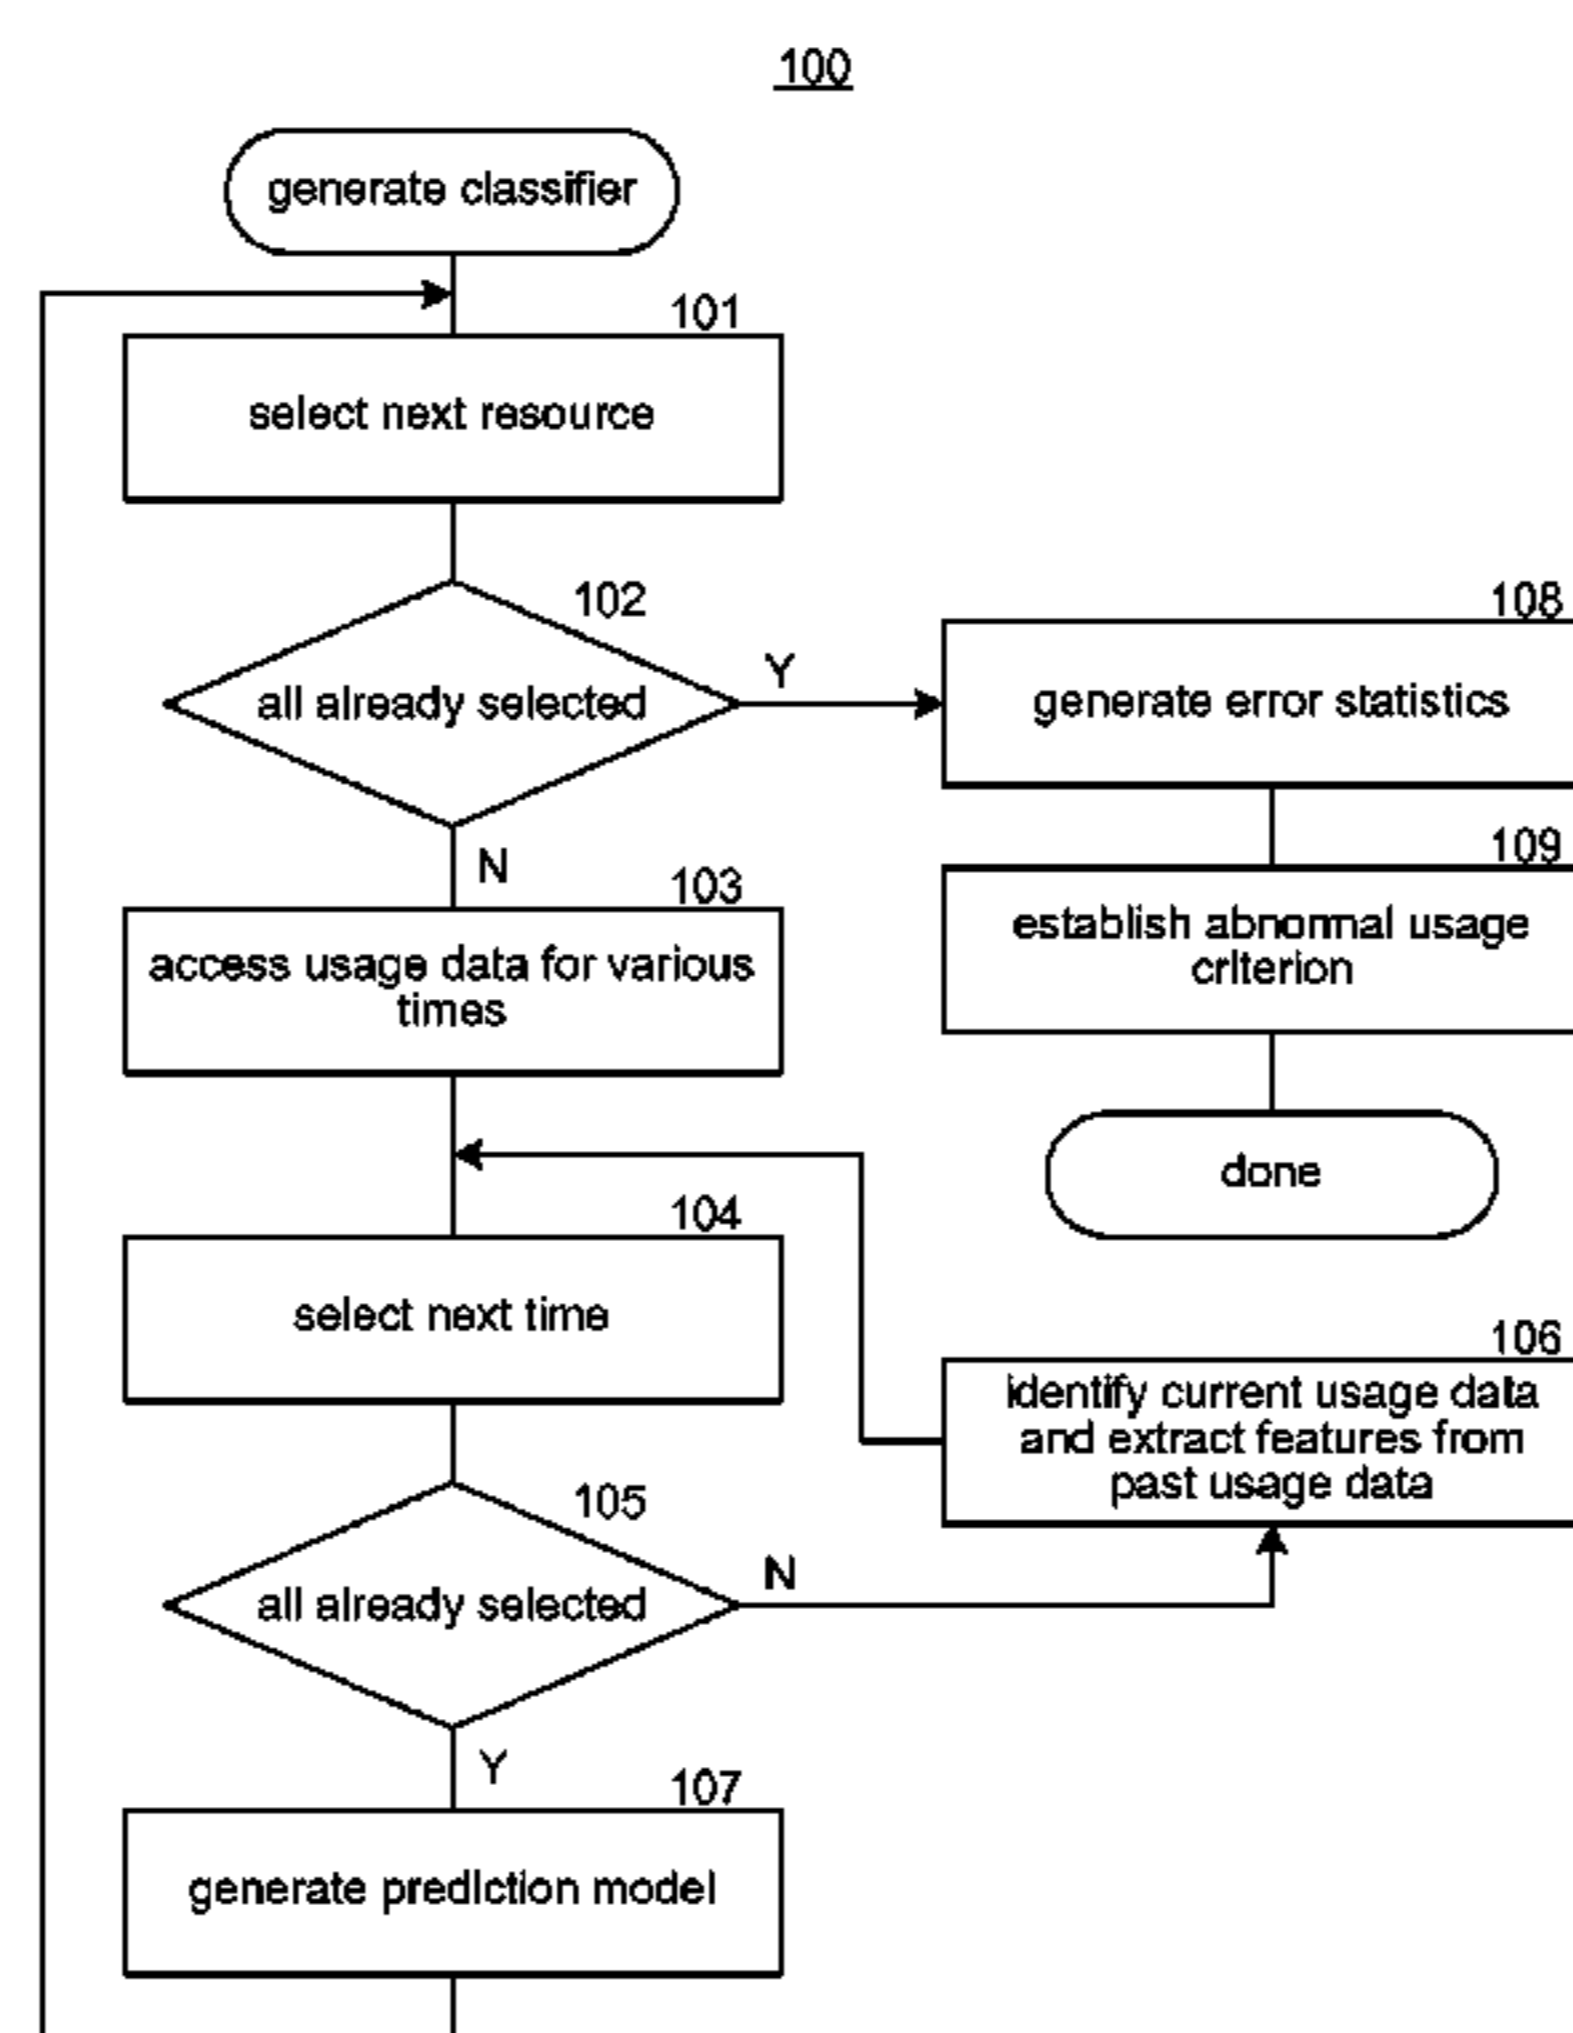 100
generate classifier
101
select next resource
102
all already selected
Y
N
108
generate error statistics
103
access usage data for various
times
109
establish abnormal usage
criterion
done
104
select next time
105
all already selected
N
Y
106
identify current usage data
and extract features from
past usage data
107
generate prediction model